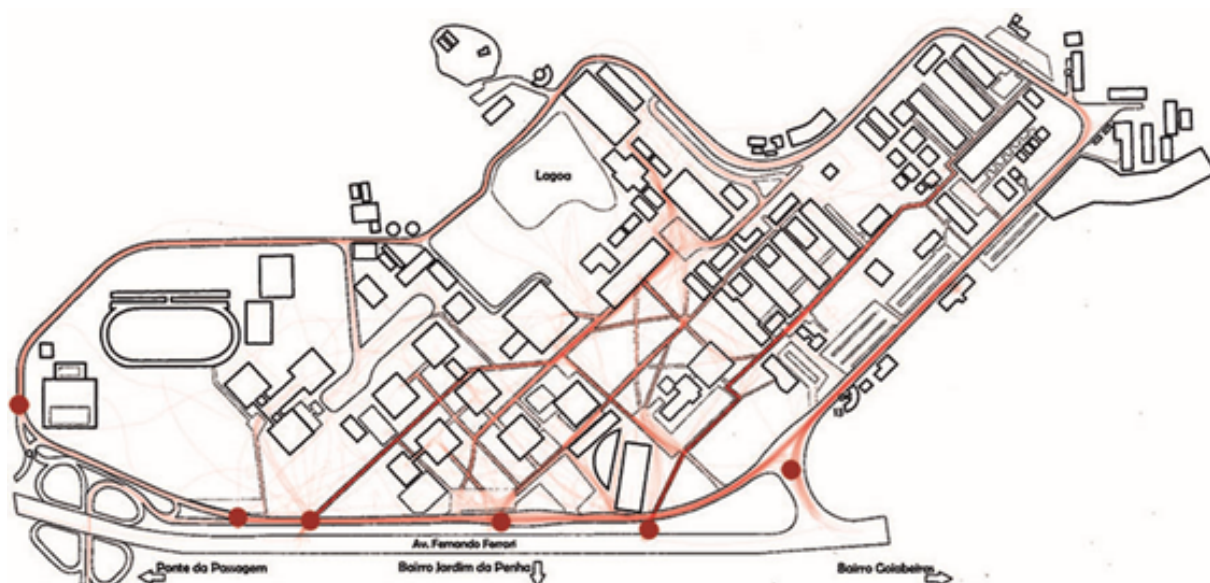 Lagoa
Av. Fernando Ferrari
Ponte da Passagem
Bairro Jardim da Penha
Bairro Goiabeiras